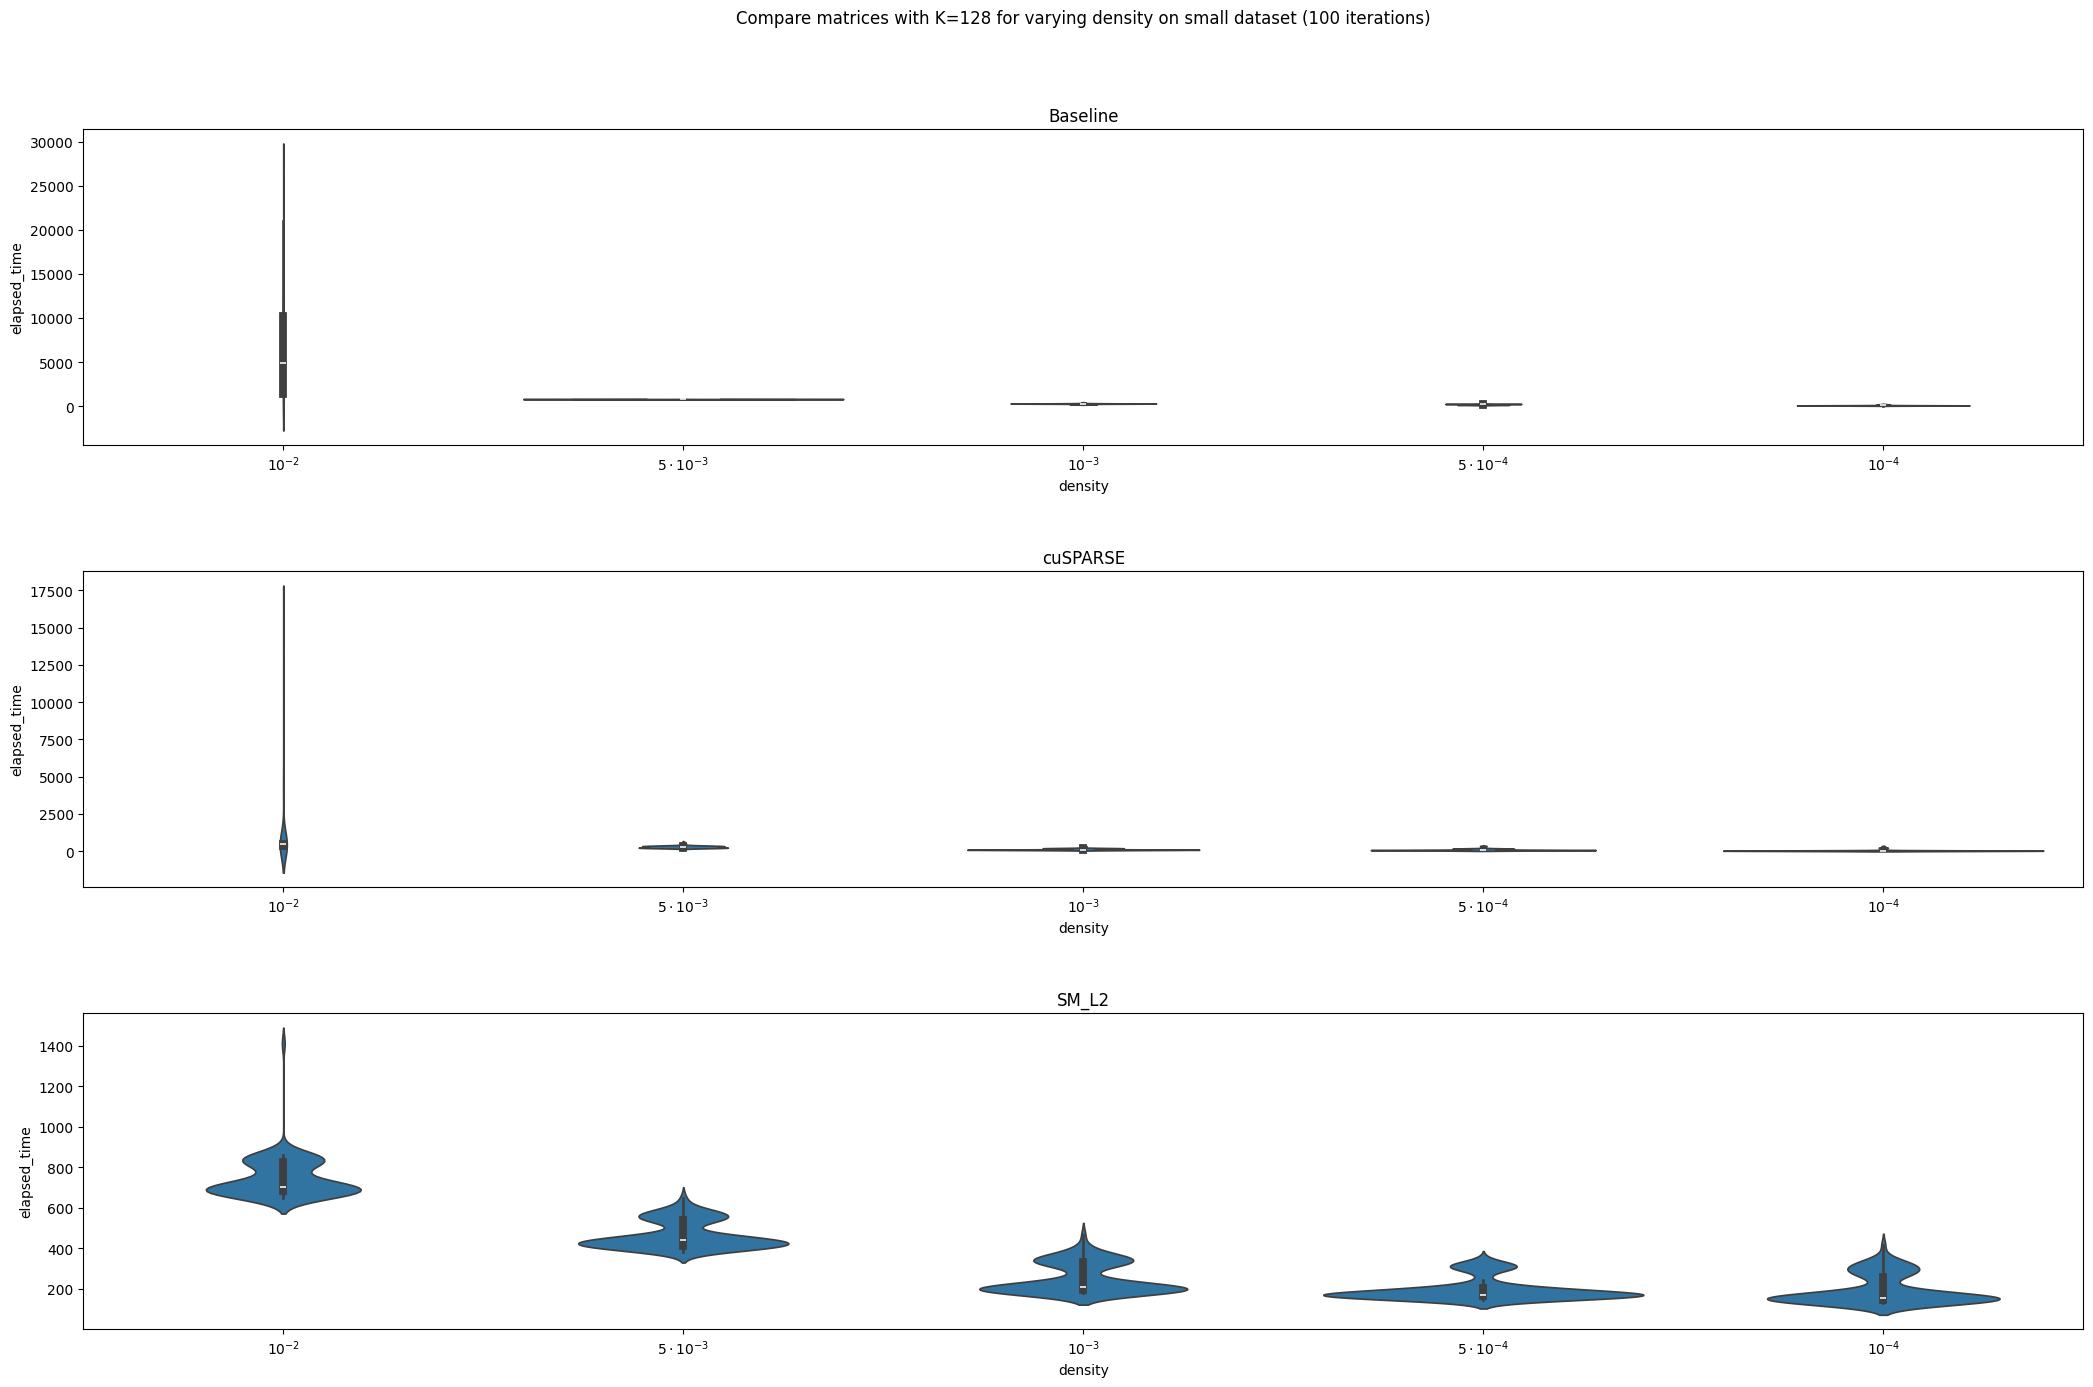 Compare matrices with K=128 for varying density on small dataset (100 iterations)
Baseline
30000
25000
20000
15000
10000
5000
0
elapsed_time
10⁻² 5·10⁻³ 10⁻³ 5·10⁻⁴ 10⁻⁴
density
cuSPARSE
17500
15000
12500
10000
7500
5000
2500
0
elapsed_time
10⁻² 5·10⁻³ 10⁻³ 5·10⁻⁴ 10⁻⁴
density
SM_L2
1400
1200
1000
800
600
400
200
elapsed_time
10⁻² 5·10⁻³ 10⁻³ 5·10⁻⁴ 10⁻⁴
density